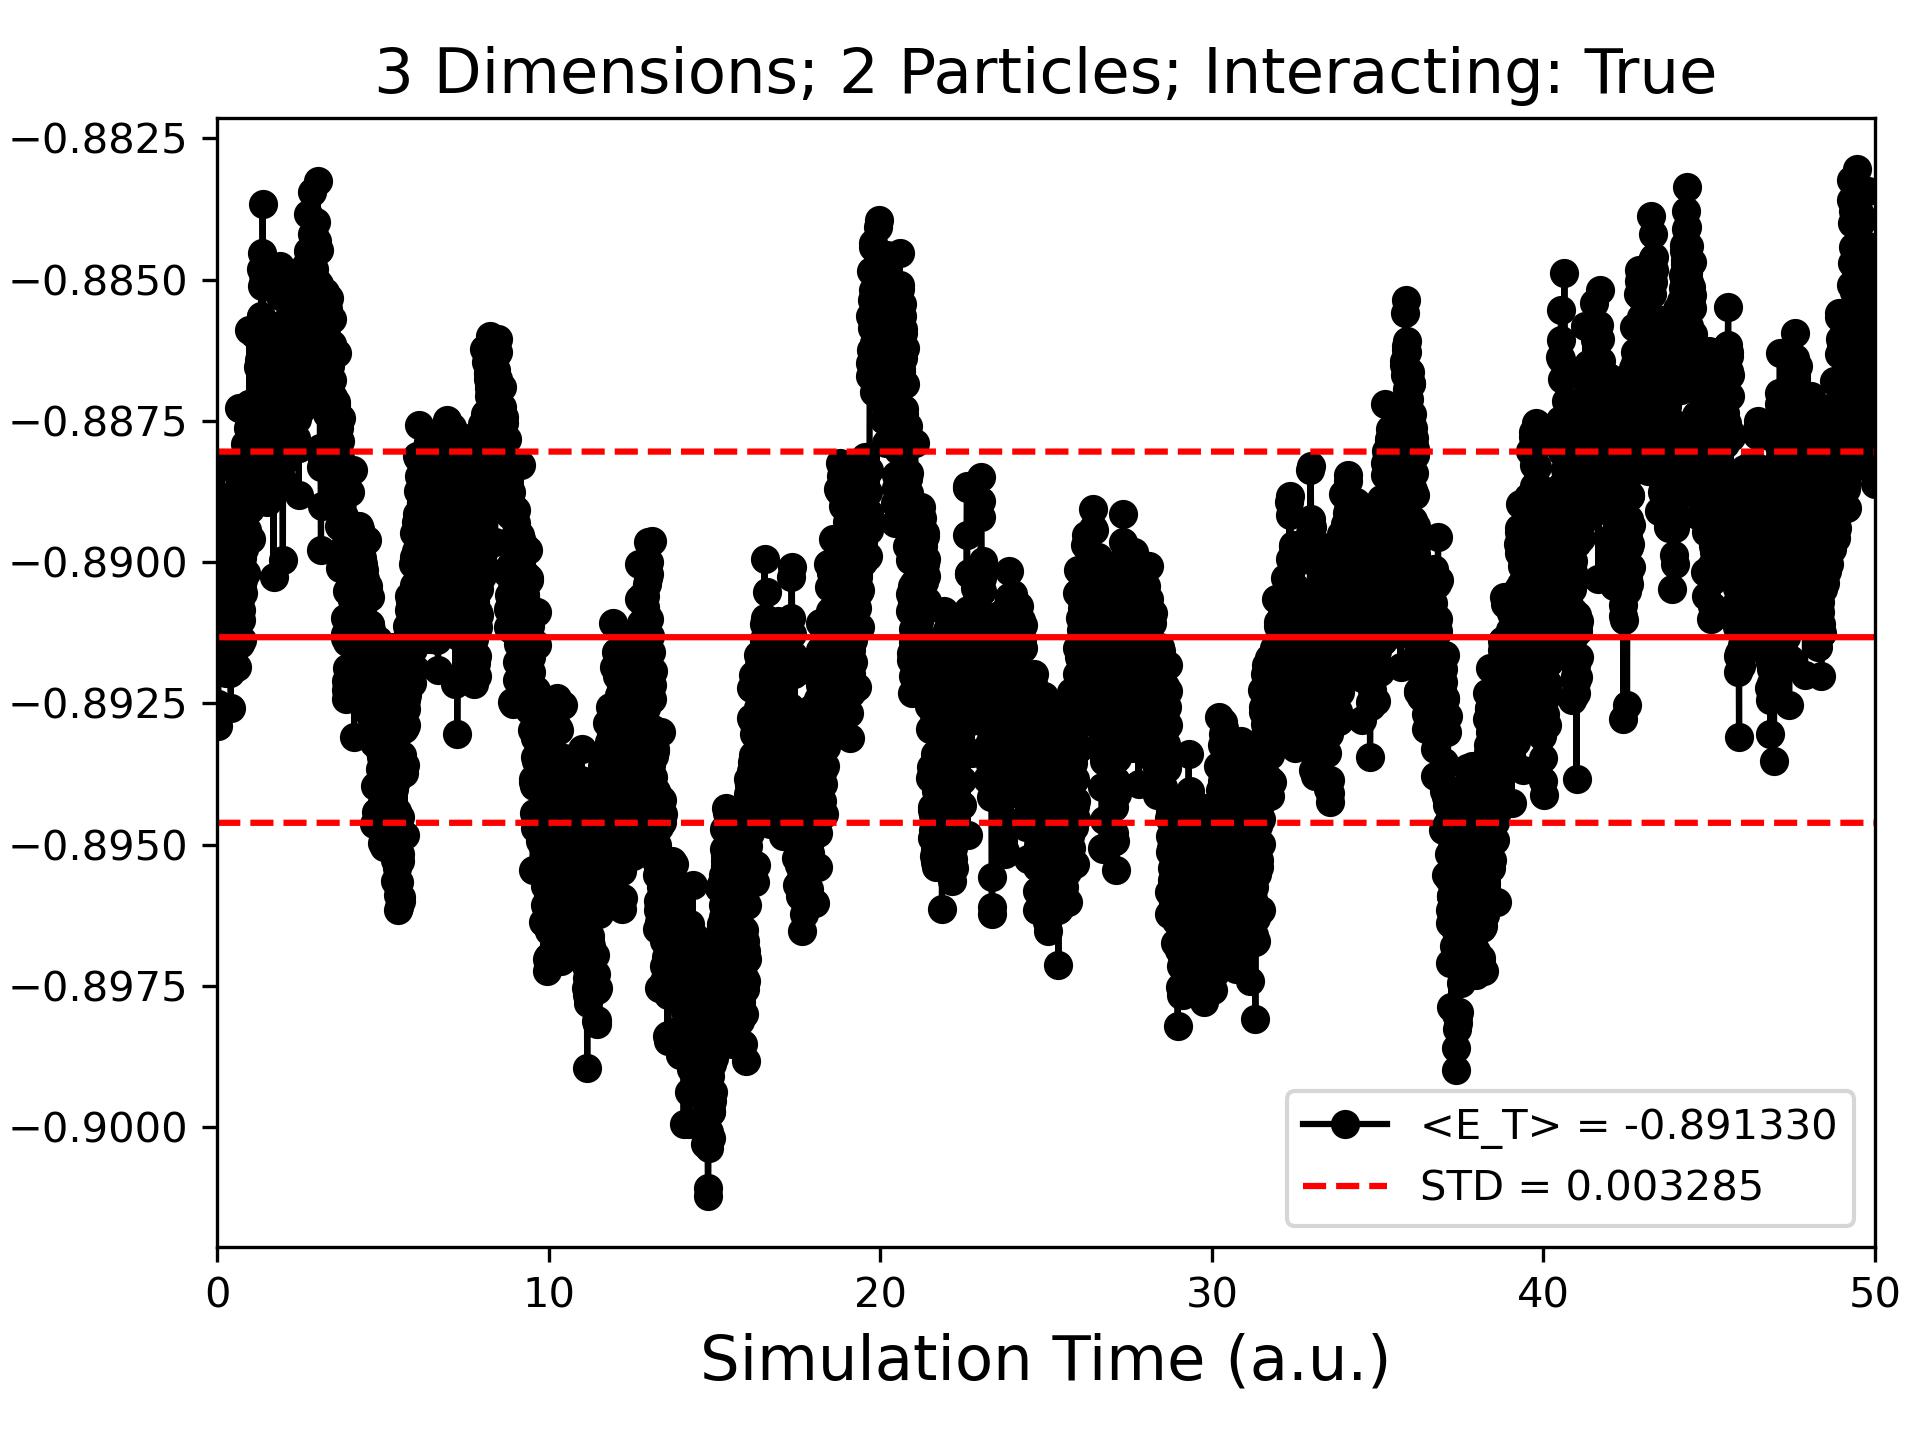 3 Dimensions; 2 Particles; Interacting: True
−0.8825
−0.8850
−0.8875
−0.8900
−0.8925
−0.8950
−0.8975
−0.9000
<E_T> = -0.891330
STD = 0.003285
0 10 20 30 40 50
Simulation Time (a.u.)